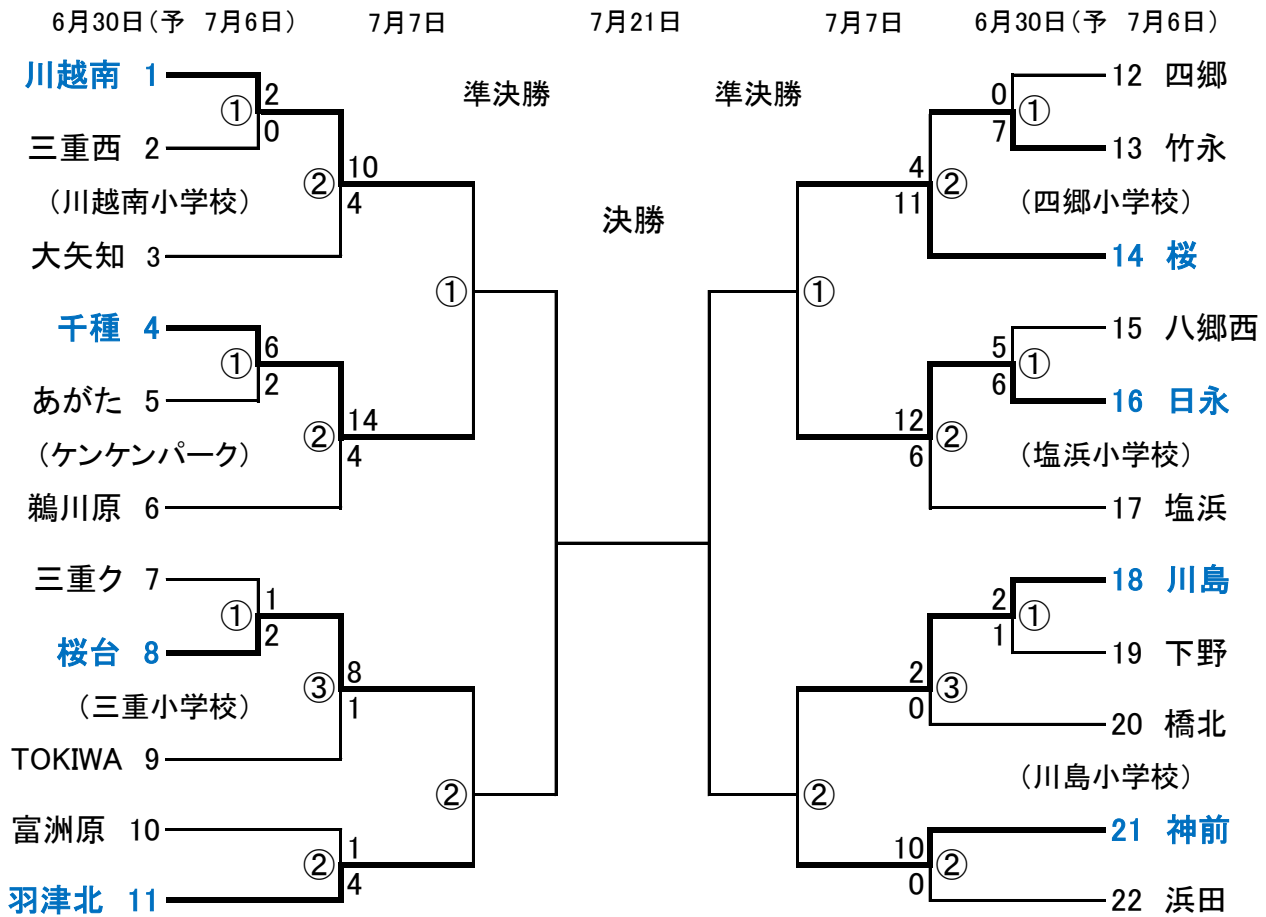 6月30日(予 7月6日) 7月7日 7月21日 7月7日 6月30日(予 7月6日)
準決勝 準決勝
決勝
川越南 1
① 2
0
三重西 2
② 10
4
(川越南小学校)
大矢知 3
①
千種 4
① 6
2
あがた 5
② 14
4
(ケンケンパーク)
鵜川原 6
三重ク 7
① 1
2
桜台 8
③ 8
1
(三重小学校)
TOKIWA 9
②
富洲原 10
② 1
4
羽津北 11
12 四郷
0 ①
7
13 竹永
4 ②
11
(四郷小学校)
14 桜
①
15 八郷西
5 ①
6
16 日永
12 ②
6
(塩浜小学校)
17 塩浜
18 川島
2 ①
1
19 下野
2 ③
0
20 橋北
(川島小学校)
②
21 神前
10 ②
0
22 浜田